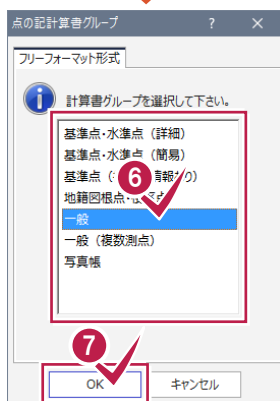 点の記計算書グループ ? ×
フリーフォーマット形式
計算書グループを選択して下さい。
基準点・水準点（詳細）
基準点・水準点（簡易）
基準点（ 情報あり）
地籍図根点・
一般
一般（複数測点）
写真帳
6
7
OK キャンセル